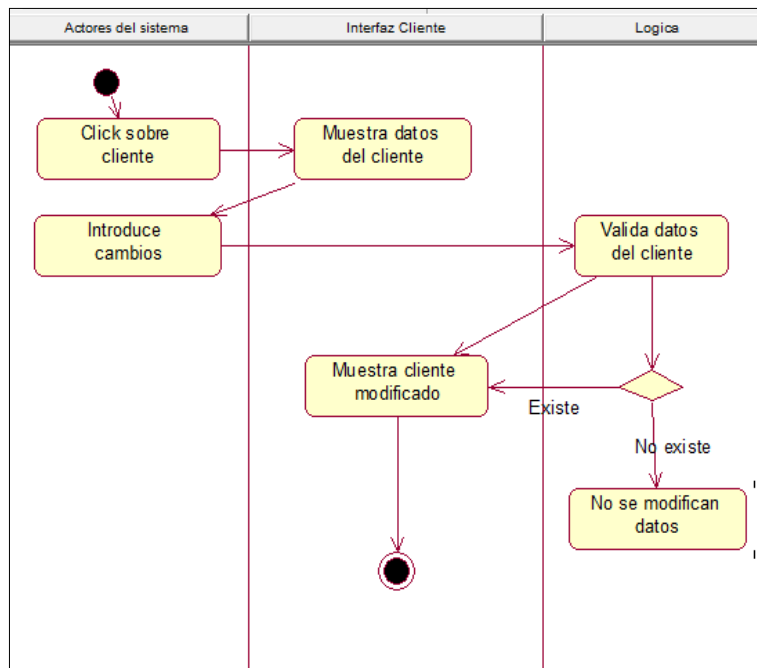 Actores del sistema
Interfaz Cliente
Logica
Click sobre
cliente
Muestra datos
del cliente
Introduce
cambios
Valida datos
del cliente
Muestra cliente
modificado
Existe
No existe
No se modifican
datos